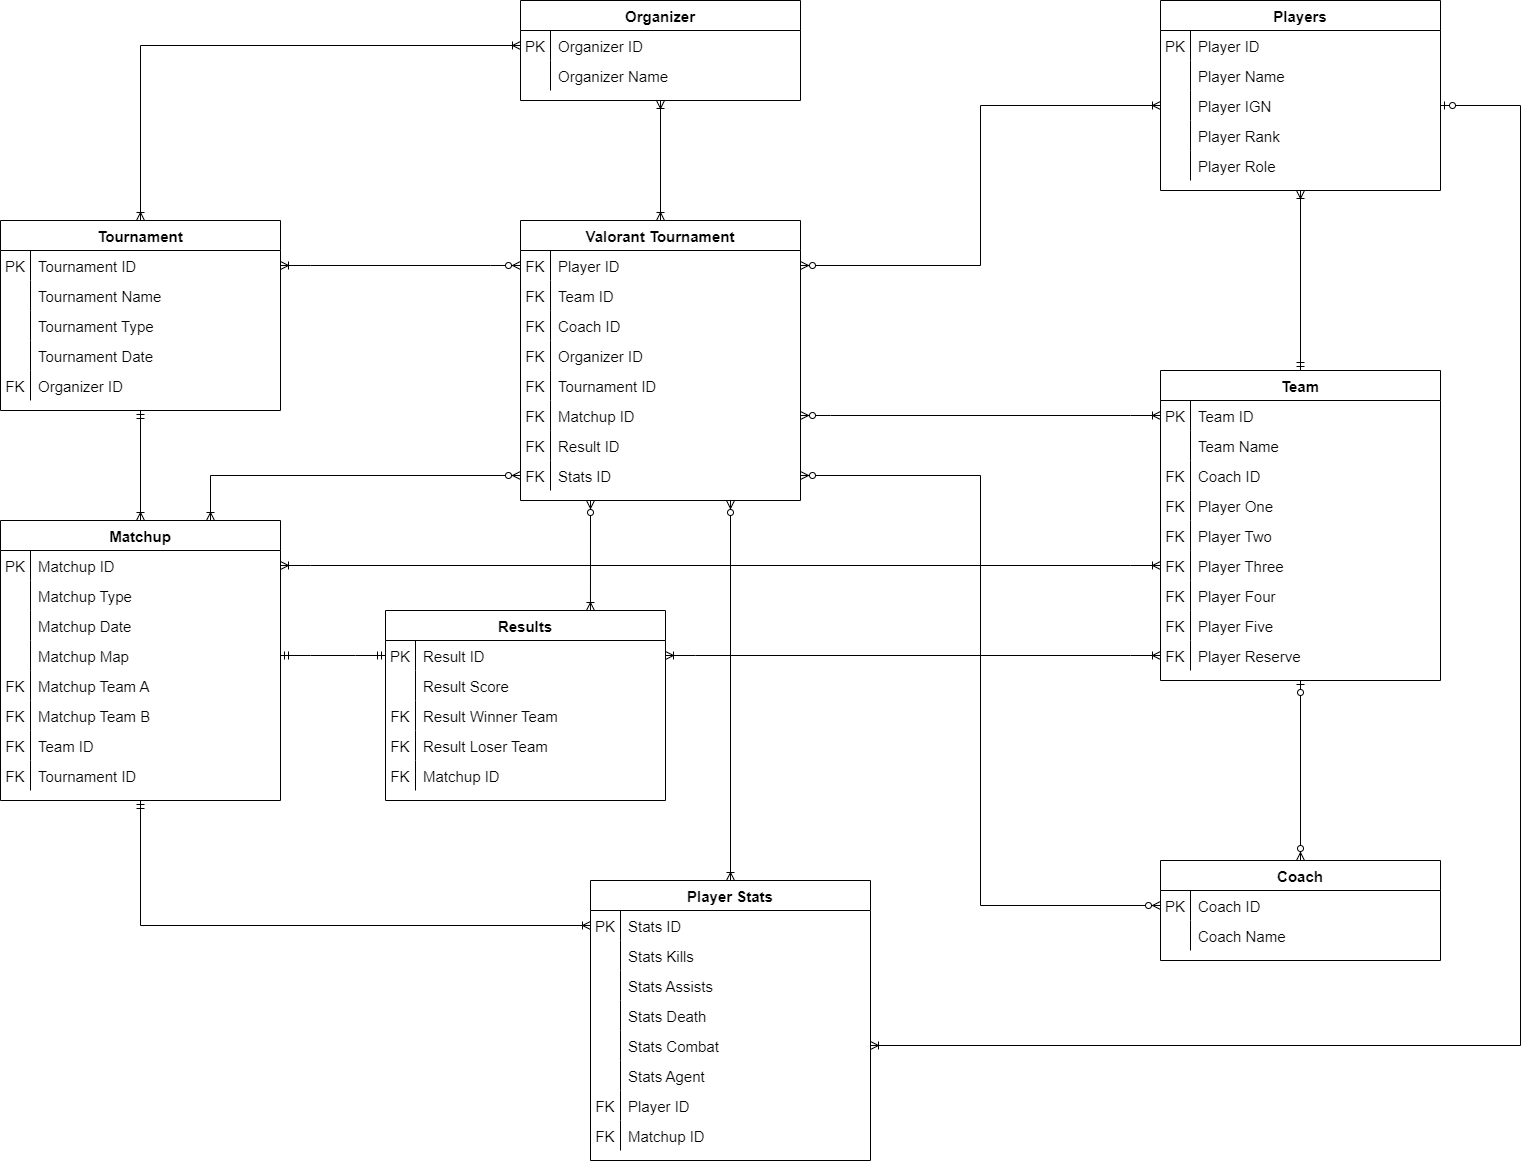 Organizer
PK Organizer ID
Organizer Name
Players
PK Player ID
Player Name
Player IGN
Player Rank
Player Role
Tournament
PK Tournament ID
Tournament Name
Tournament Type
Tournament Date
FK Organizer ID
Valorant Tournament
FK Player ID
FK Team ID
FK Coach ID
FK Organizer ID
FK Tournament ID
FK Matchup ID
FK Result ID
FK Stats ID
Team
PK Team ID
Team Name
FK Coach ID
FK Player One
FK Player Two
FK Player Three
FK Player Four
FK Player Five
FK Player Reserve
Matchup
PK Matchup ID
Matchup Type
Matchup Date
Matchup Map
FK Matchup Team A
FK Matchup Team B
FK Team ID
FK Tournament ID
Results
PK Result ID
Result Score
FK Result Winner Team
FK Result Loser Team
FK Matchup ID
Player Stats
PK Stats ID
Stats Kills
Stats Assists
Stats Death
Stats Combat
Stats Agent
FK Player ID
FK Matchup ID
Coach
PK Coach ID
Coach Name